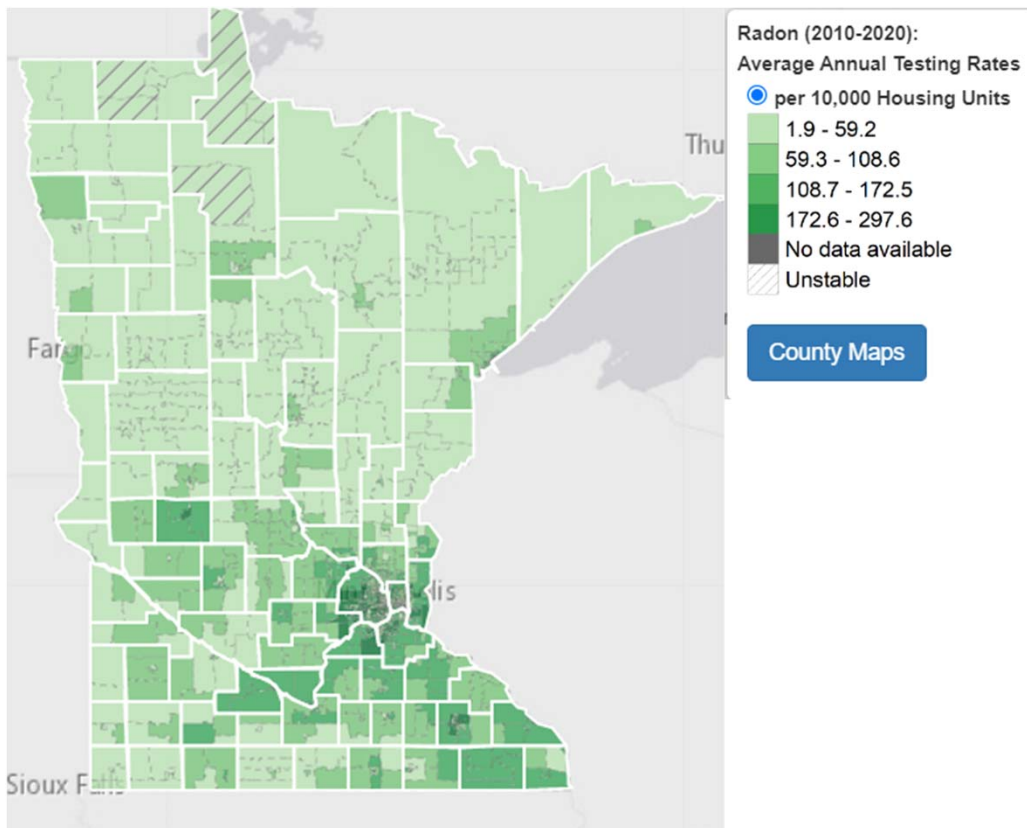 Radon (2010-2020):
Average Annual Testing Rates
per 10,000 Housing Units
1.9 - 59.2
59.3 - 108.6
108.7 - 172.5
172.6 - 297.6
No data available
Unstable
County Maps
Thu
Fargo
lis
Sioux Falls